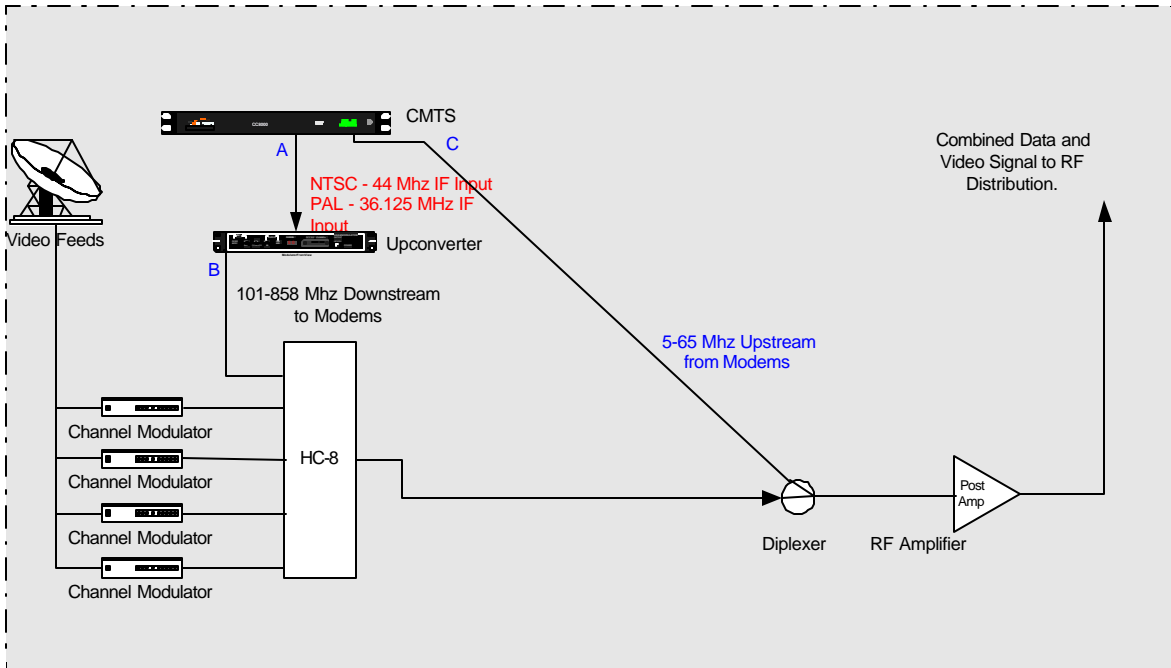 CMTS
CC8000
A
C
Combined Data and
Video Signal to RF
Distribution.
NTSC - 44 Mhz IF Input
PAL - 36.125 MHz IF
Input
Video Feeds
Upconverter
B
101-858 Mhz Downstream
to Modems
5-65 Mhz Upstream
from Modems
Channel Modulator
HC-8
Channel Modulator
Post
Amp
Channel Modulator
Diplexer
RF Amplifier
Channel Modulator